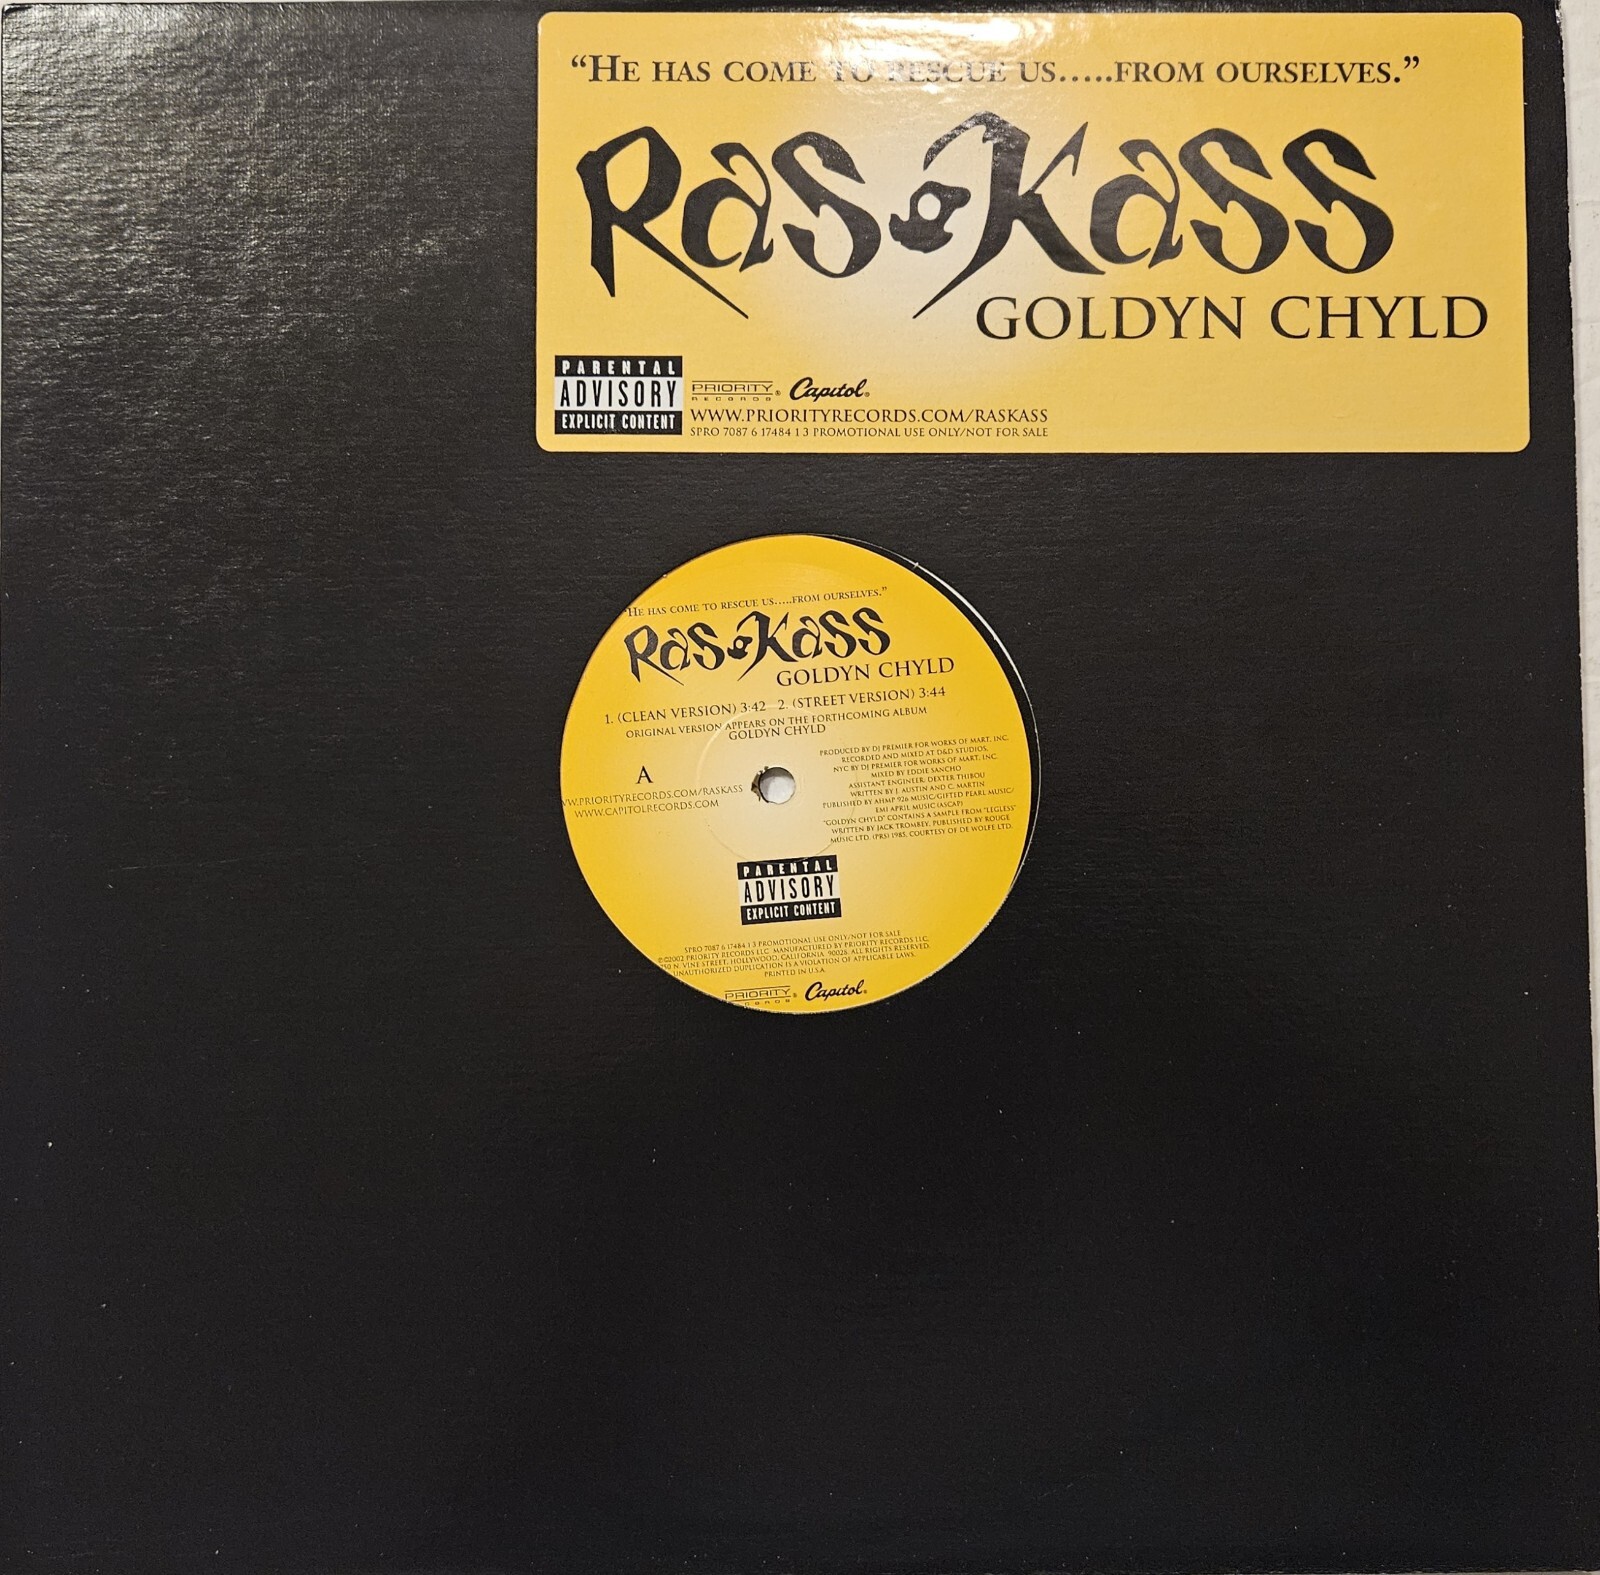 “HE HAS COME TO RESCUE US.....FROM OURSELVES.”
RAS KASS
GOLDYN CHYLD
PARENTAL
ADVISORY
EXPLICIT CONTENT
PRIORITY
RECORDS
Capitol
WWW.PRIORITYRECORDS.COM/RASKASS
SPRO 7087 6 17484 1 3 PROMOTIONAL USE ONLY/NOT FOR SALE
“HE HAS COME TO RESCUE US.....FROM OURSELVES.”
RAS KASS
GOLDYN CHYLD
1. (CLEAN VERSION) 3:42 2. (STREET VERSION) 3:44
ORIGINAL VERSION APPEARS ON THE FORTHCOMING ALBUM
GOLDYN CHYLD
A
WW.PRIORITYRECORDS.COM/RASKASS
WWW.CAPITOLRECORDS.COM
PRODUCED BY DJ PREMIER FOR WORKS OF MART, INC.
RECORDED AND MIXED AT D&D STUDIOS,
NYC BY DJ PREMIER FOR WORKS OF MART, INC.
MIXED BY EDDIE SANCHO
ASSISTANT ENGINEER: DEXTER THIBOU
WRITTEN BY J. AUSTIN AND C. MARTIN
PUBLISHED BY AHMP 926 MUSIC/GIFTED PEARL MUSIC/
EMI APRIL MUSIC (ASCAP)
“GOLDYN CHYLD” CONTAINS A SAMPLE FROM “LEGLESS”
WRITTEN BY JACK TROMBEY, PUBLISHED BY ROUGE
MUSIC LTD. (PRS) 1985, COURTESY OF DE WOLFE LTD.
PARENTAL
ADVISORY
EXPLICIT CONTENT
SPRO 7087 6 17484 1 3 PROMOTIONAL USE ONLY/NOT FOR SALE
℗©2002 PRIORITY RECORDS LLC. MANUFACTURED BY PRIORITY RECORDS LLC.
50 N. VINE STREET, HOLLYWOOD, CALIFORNIA 90028. ALL RIGHTS RESERVED.
UNAUTHORIZED DUPLICATION IS A VIOLATION OF APPLICABLE LAWS.
PRINTED IN U.S.A.
PRIORITY
Capitol